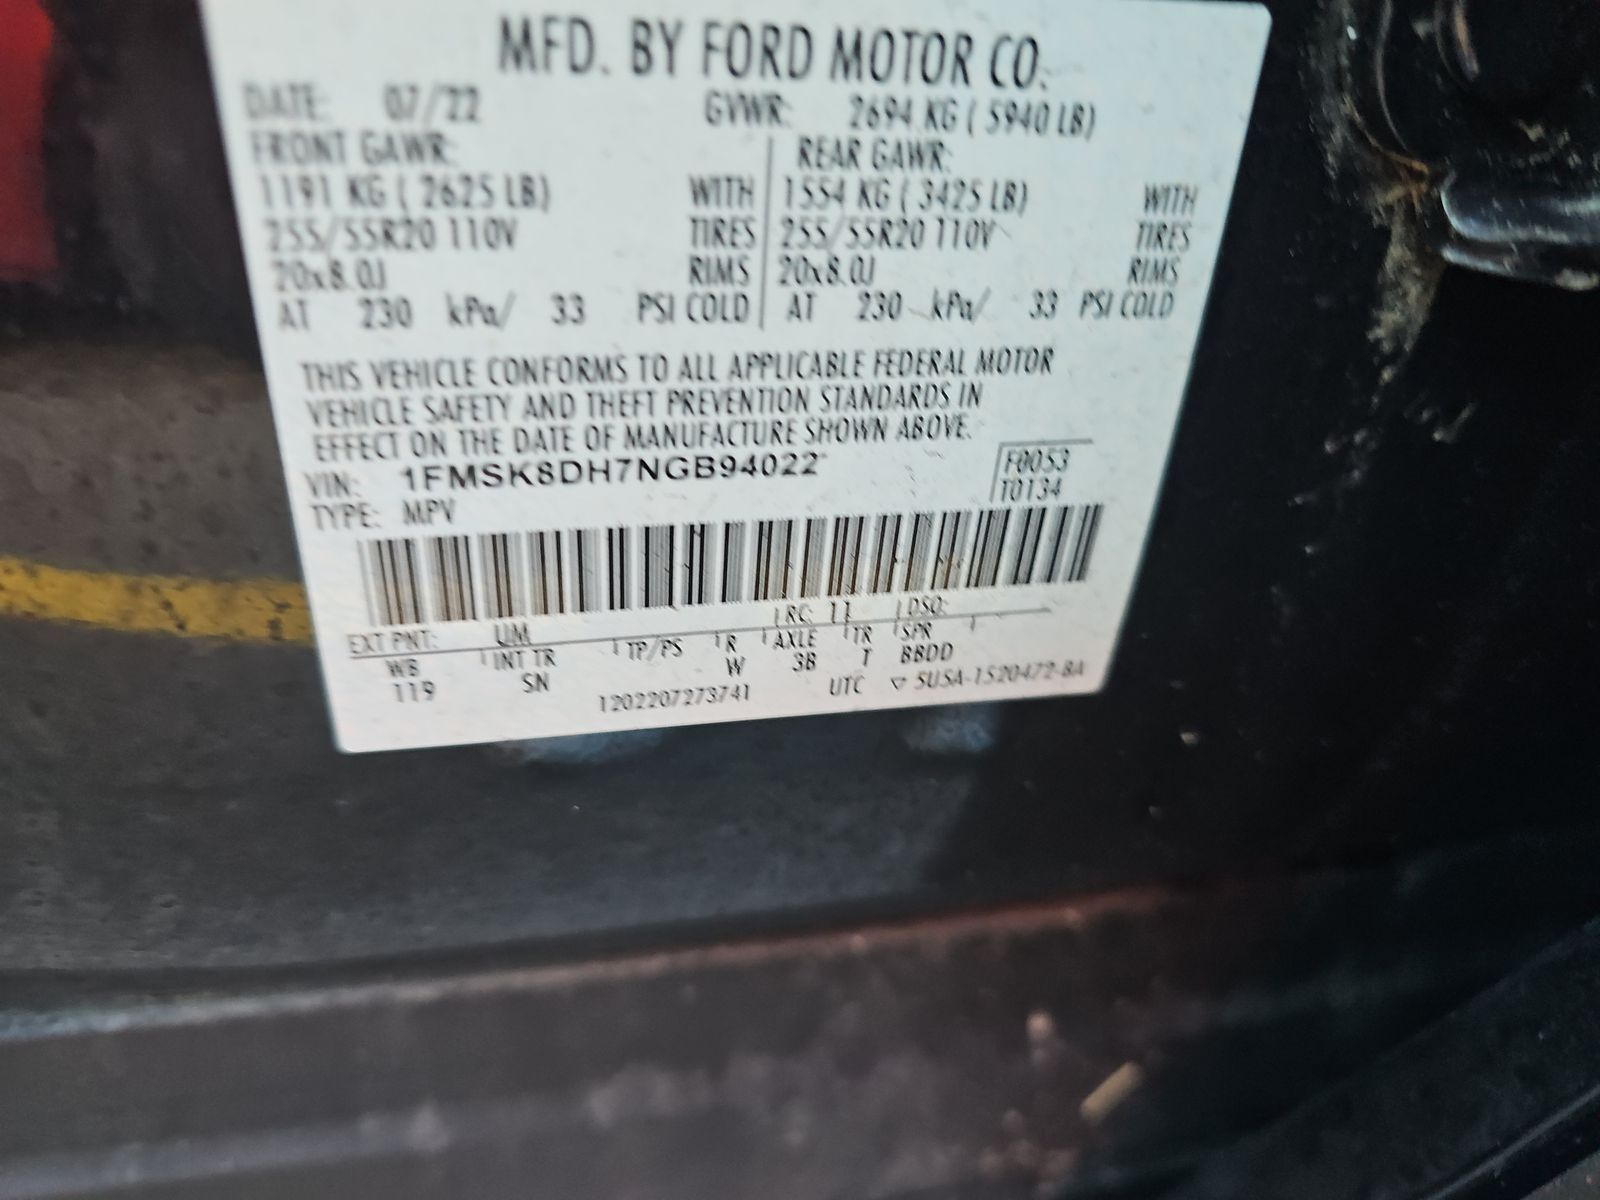 MFD. BY FORD MOTOR CO.
DATE: 07/22 GVWR: 2694 KG ( 5940 LB)
FRONT GAWR: REAR GAWR:
1191 KG ( 2625 LB) WITH 1554 KG ( 3425 LB) WITH
255/55R20 110V TIRES 255/55R20 110V TIRES
20x8.0J RIMS 20x8.0J RIMS
AT 230 kPa/ 33 PSI COLD AT 230 kPa/ 33 PSI COLD
THIS VEHICLE CONFORMS TO ALL APPLICABLE FEDERAL MOTOR
VEHICLE SAFETY AND THEFT PREVENTION STANDARDS IN
EFFECT ON THE DATE OF MANUFACTURE SHOWN ABOVE.
VIN: 1FMSK8DH7NGB94022
F0053
TYPE: MPV
T0134
EXT PNT: UM RC: 11 DSO:
WB INT TR TP/PS R AXLE TR SPR
119 SN W 3B T BBDD
1202207273741 UTC ▽ 5U5A-1520472-BA